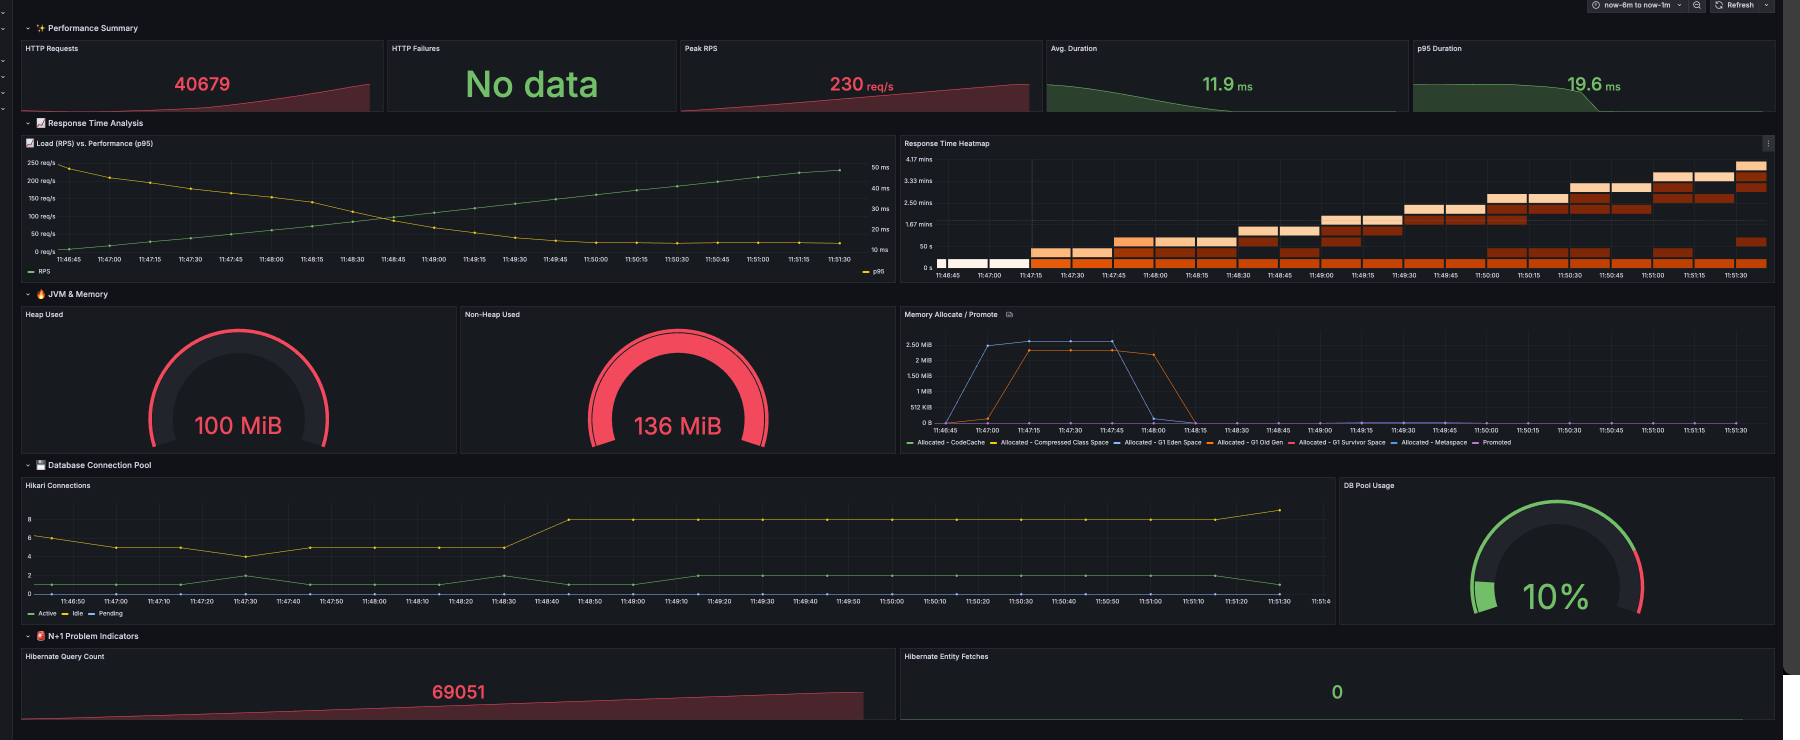 now-6m to now-1m
Refresh
✨ Performance Summary
HTTP Requests
40679
HTTP Failures
No data
Peak RPS
230 req/s
Avg. Duration
11.9 ms
p95 Duration
19.6 ms
📈 Response Time Analysis
📈 Load (RPS) vs. Performance (p95)
250 req/s
200 req/s
150 req/s
100 req/s
50 req/s
0 req/s
50 ms
40 ms
30 ms
20 ms
10 ms
11:46:45 11:47:00 11:47:15 11:47:30 11:47:45 11:48:00 11:48:15 11:48:30 11:48:45 11:49:00 11:49:15 11:49:30 11:49:45 11:50:00 11:50:15 11:50:30 11:50:45 11:51:00 11:51:15 11:51:30
RPS
p95
Response Time Heatmap
4.17 mins
3.33 mins
2.50 mins
1.67 mins
50 s
0 s
11:46:45 11:47:00 11:47:15 11:47:30 11:47:45 11:48:00 11:48:15 11:48:30 11:48:45 11:49:00 11:49:15 11:49:30 11:49:45 11:50:00 11:50:15 11:50:30 11:50:45 11:51:00 11:51:15 11:51:30
🔥 JVM & Memory
Heap Used
100 MiB
Non-Heap Used
136 MiB
Memory Allocate / Promote
2.50 MiB
2 MiB
1.50 MiB
1 MiB
512 KiB
0 B
11:46:45 11:47:00 11:47:15 11:47:30 11:47:45 11:48:00 11:48:15 11:48:30 11:48:45 11:49:00 11:49:15 11:49:30 11:49:45 11:50:00 11:50:15 11:50:30 11:50:45 11:51:00 11:51:15 11:51:30
Allocated - CodeCache Allocated - Compressed Class Space Allocated - G1 Eden Space Allocated - G1 Old Gen Allocated - G1 Survivor Space Allocated - Metaspace Promoted
💾 Database Connection Pool
Hikari Connections
8
6
4
2
0
11:46:50 11:47:00 11:47:10 11:47:20 11:47:30 11:47:40 11:47:50 11:48:00 11:48:10 11:48:20 11:48:30 11:48:40 11:48:50 11:49:00 11:49:10 11:49:20 11:49:30 11:49:40 11:49:50 11:50:00 11:50:10 11:50:20 11:50:30 11:50:40 11:50:50 11:51:00 11:51:10 11:51:20 11:51:30 11:51:4
Active Idle Pending
DB Pool Usage
10%
🚨 N+1 Problem Indicators
Hibernate Query Count
69051
Hibernate Entity Fetches
0